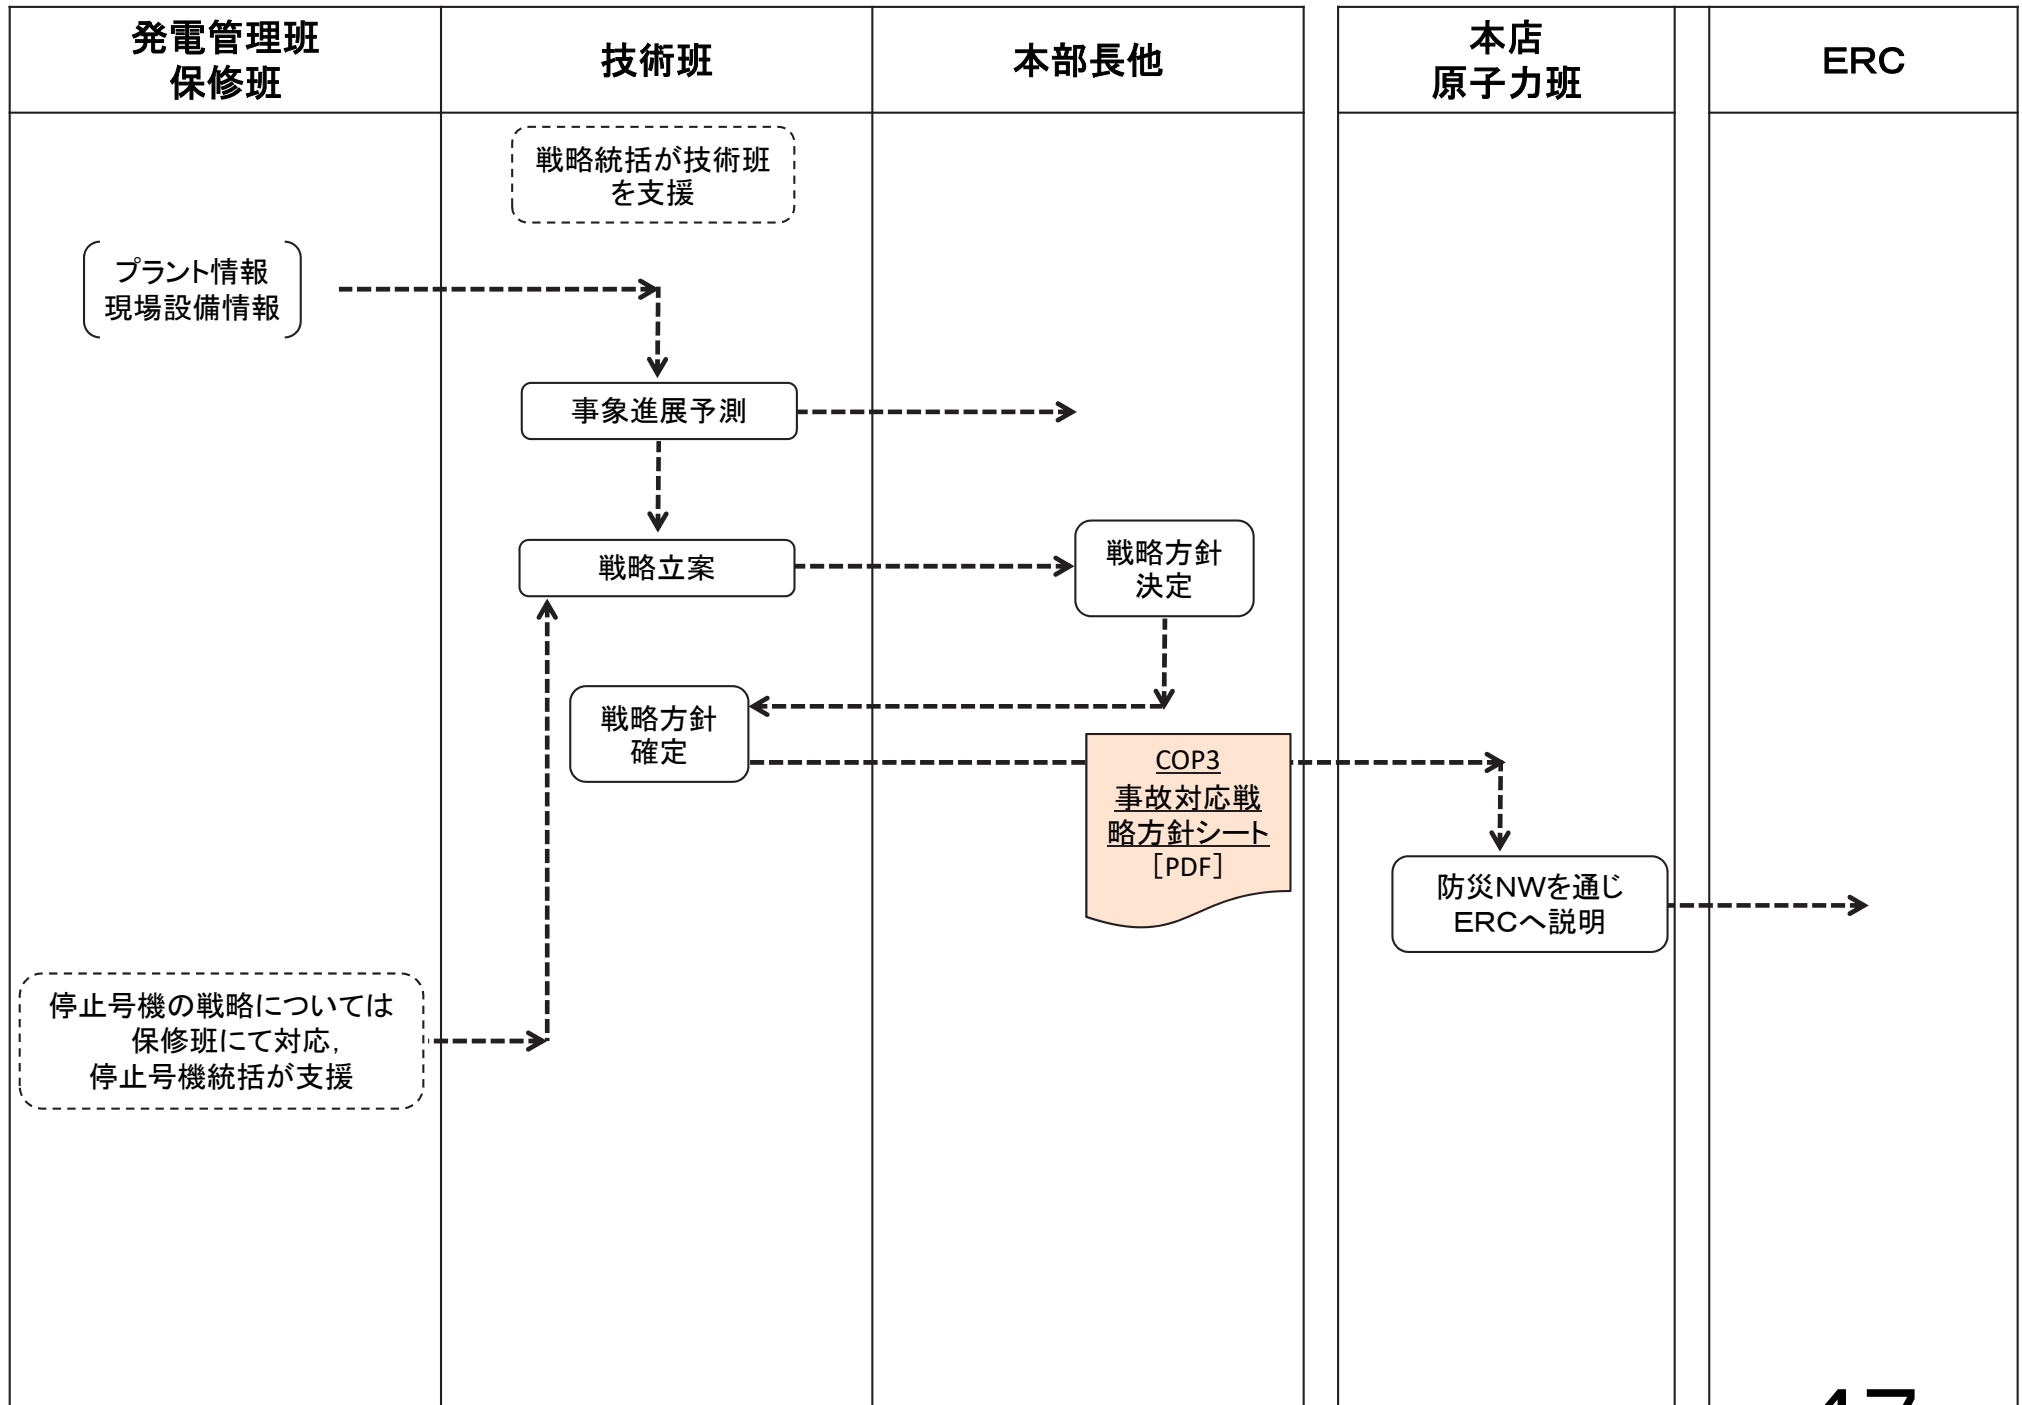 発電管理班
保修班
技術班
本部長他
本店
原子力班
ERC
戦略統括が技術班
を支援
プラント情報
現場設備情報
事象進展予測
戦略立案
戦略方針
決定
戦略方針
確定
COP3
事故対応戦
略方針シート
［PDF］
防災NWを通じ
ERCへ説明
停止号機の戦略については
保修班にて対応,
停止号機統括が支援